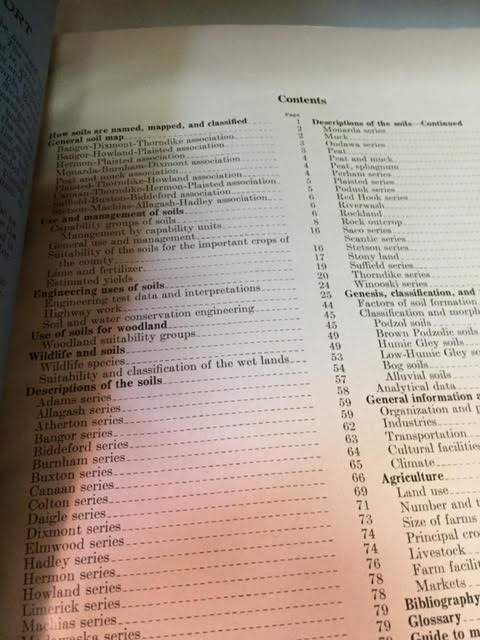 ORT
Contents
Page
How soils are named, mapped, and classified 1
General soil map 2
Bangor-Dixmont-Thorndike association 2
Bangor-Howland-Plaisted association 3
Hermon-Plaisted association 3
Monarda-Burnham-Dixmont association 4
Peat and muck association 4
Plaisted-Thorndike-Howland association 4
Canaan-Thorndike-Hermon-Plaisted association 5
Suffield-Buxton-Biddeford association 5
Stetson-Machias-Allagash-Hadley association 6
Use and management of soils 6
Capability groups of soils 6
Management by capability units 8
General use and management 16
Suitability of the soils for the important crops of
the county 16
Lime and fertilizer 17
Estimated yields 19
Engineering uses of soils 20
Engineering test data and interpretations 24
Highway work 25
Soil and water conservation engineering 44
Use of soils for woodland 45
Woodland suitability groups 45
Wildlife and soils 49
Wildlife species 49
Suitability and classification of the wet lands 49
Descriptions of the soils 53
Adams series 54
Allagash series 57
Atherton series 58
Bangor series 59
Biddeford series 59
Burnham series 62
Buxton series 63
Canaan series 64
Colton series 65
Daigle series 66
Dixmont series 69
Elmwood series 71
Hadley series 73
Hermon series 74
Howland series 74
Limerick series 76
Machias series 78
Madawaska series 78
79
79
Descriptions of the soils—Continued
Monarda series
Muck
Ondawa series
Peat
Peat and muck
Peat, sphagnum
Perham series
Plaisted series
Podunk series
Red Hook series
Riverwash
Rockland
Rock outcrop
Saco series
Scantic series
Stetson series
Stony land
Suffield series
Thorndike series
Winooski series
Genesis, classification, and
Factors of soil formation
Classification and morph
Podzol soils
Brown Podzolic soils
Humic Gley soils
Low-Humic Gley s
Bog soils
Alluvial soils
Analytical data
General information a
Organization and p
Industries
Transportation
Cultural facilities
Climate
Agriculture
Land use
Number and t
Size of farms
Principal cro
Livestock
Farm facili
Markets
Bibliography
Glossary
Guide to m